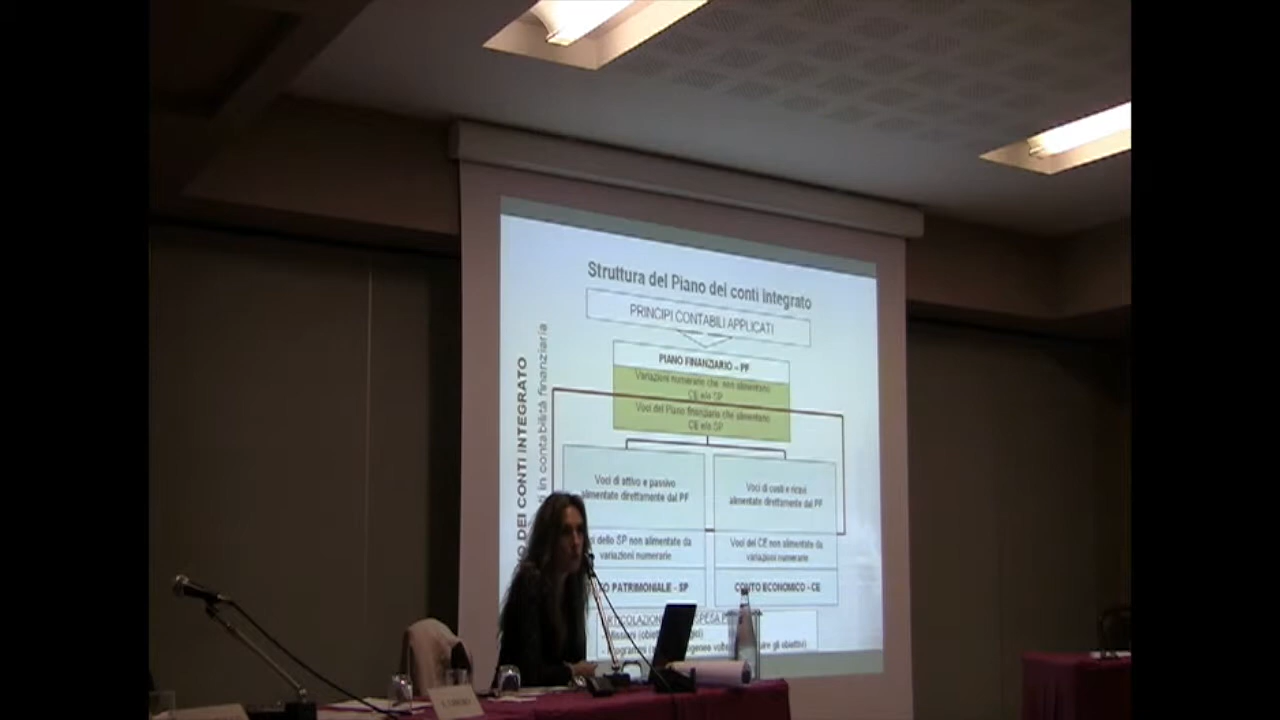 Struttura del Piano dei conti integrato
PRINCIPI CONTABILI APPLICATI
PIANO FINANZIARIO – PF
Variazioni numerarie che non alimentano
CE e/o SP
Voci del Piano finanziario che alimentano
CE e/o SP
Voci di attivo e passivo
alimentate direttamente dal PF
Voci di costi e ricavi
alimentate direttamente dal PF
dello SP non alimentate da
variazioni numerarie
Voci del CE non alimentate da
variazioni numerarie
PATRIMONIALE – SP
CONTO ECONOMICO – CE
DEI CONTI INTEGRATO
in contabilità finanziaria